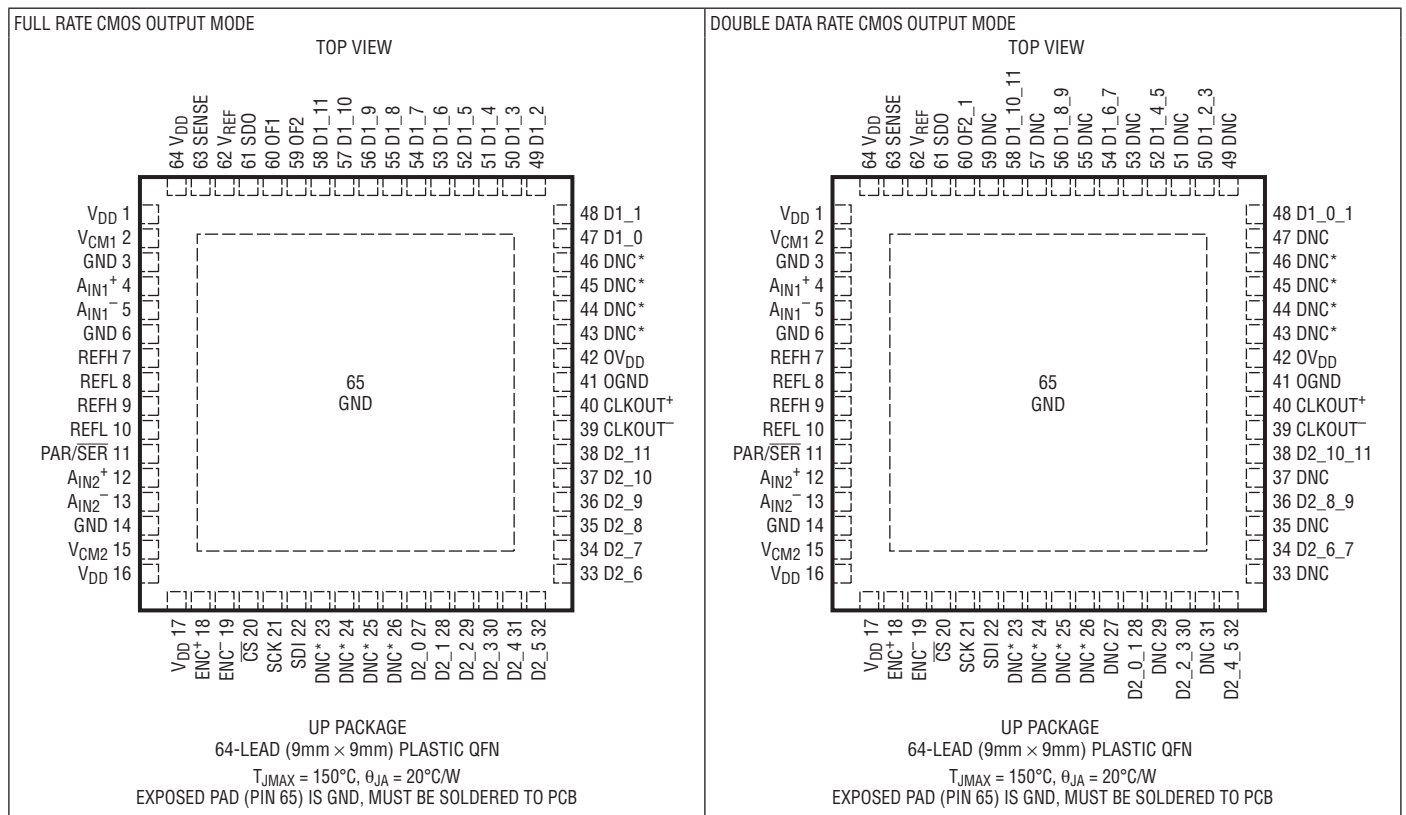 FULL RATE CMOS OUTPUT MODE
TOP VIEW
64 VDD
63 SENSE
62 VREF
61 SDO
60 OF1
59 OF2
58 D1_11
57 D1_10
56 D1_9
55 D1_8
54 D1_7
53 D1_6
52 D1_5
51 D1_4
50 D1_3
49 D1_2
VDD 1
VCM1 2
GND 3
AIN1+ 4
AIN1– 5
GND 6
REFH 7
REFL 8
REFH 9
REFL 10
PAR/SER 11
AIN2+ 12
AIN2– 13
GND 14
VCM2 15
VDD 16
65
GND
48 D1_1
47 D1_0
46 DNC*
45 DNC*
44 DNC*
43 DNC*
42 OVDD
41 OGND
40 CLKOUT+
39 CLKOUT–
38 D2_11
37 D2_10
36 D2_9
35 D2_8
34 D2_7
33 D2_6
VDD 17
ENC+ 18
ENC– 19
CS 20
SCK 21
SDI 22
DNC* 23
DNC* 24
DNC* 25
DNC* 26
D2_0 27
D2_1 28
D2_2 29
D2_3 30
D2_4 31
D2_5 32
UP PACKAGE
64-LEAD (9mm × 9mm) PLASTIC QFN
TJMAX = 150°C, θJA = 20°C/W
EXPOSED PAD (PIN 65) IS GND, MUST BE SOLDERED TO PCB
DOUBLE DATA RATE CMOS OUTPUT MODE
TOP VIEW
64 VDD
63 SENSE
62 VREF
61 SDO
60 OF2_1
59 DNC
58 D1_10_11
57 DNC
56 D1_8_9
55 DNC
54 D1_6_7
53 DNC
52 D1_4_5
51 DNC
50 D1_2_3
49 DNC
VDD 1
VCM1 2
GND 3
AIN1+ 4
AIN1– 5
GND 6
REFH 7
REFL 8
REFH 9
REFL 10
PAR/SER 11
AIN2+ 12
AIN2– 13
GND 14
VCM2 15
VDD 16
65
GND
48 D1_0_1
47 DNC
46 DNC*
45 DNC*
44 DNC*
43 DNC*
42 OVDD
41 OGND
40 CLKOUT+
39 CLKOUT–
38 D2_10_11
37 DNC
36 D2_8_9
35 DNC
34 D2_6_7
33 DNC
VDD 17
ENC+ 18
ENC– 19
CS 20
SCK 21
SDI 22
DNC* 23
DNC* 24
DNC* 25
DNC* 26
DNC 27
D2_0_1 28
DNC 29
D2_2_3 30
DNC 31
D2_4_5 32
UP PACKAGE
64-LEAD (9mm × 9mm) PLASTIC QFN
TJMAX = 150°C, θJA = 20°C/W
EXPOSED PAD (PIN 65) IS GND, MUST BE SOLDERED TO PCB